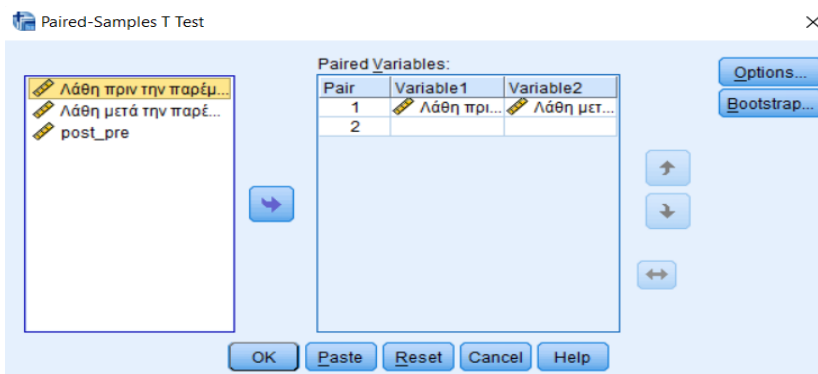 Paired-Samples T Test
Paired Variables:
Λάθη πριν την παρέμ...
Λάθη μετά την παρέ...
post_pre
Pair Variable1 Variable2
1 Λάθη πρι... Λάθη μετ...
2
Options...
Bootstrap...
OK Paste Reset Cancel Help